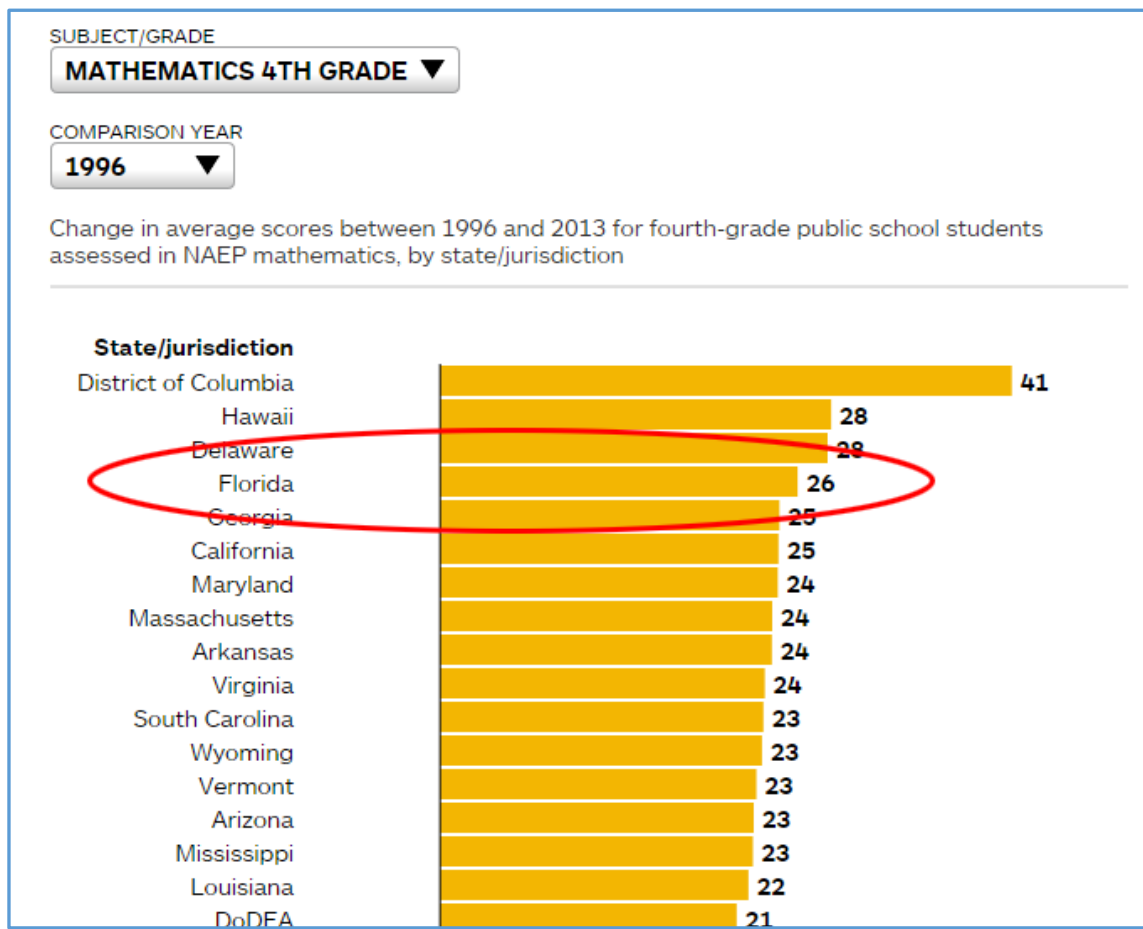 SUBJECT/GRADE
MATHEMATICS 4TH GRADE
COMPARISON YEAR
1996
Change in average scores between 1996 and 2013 for fourth-grade public school students
assessed in NAEP mathematics, by state/jurisdiction
State/jurisdiction
District of Columbia 41
Hawaii 28
Delaware 28
Florida 26
Georgia 25
California 25
Maryland 24
Massachusetts 24
Arkansas 24
Virginia 24
South Carolina 23
Wyoming 23
Vermont 23
Arizona 23
Mississippi 23
Louisiana 22
DoDEA 21